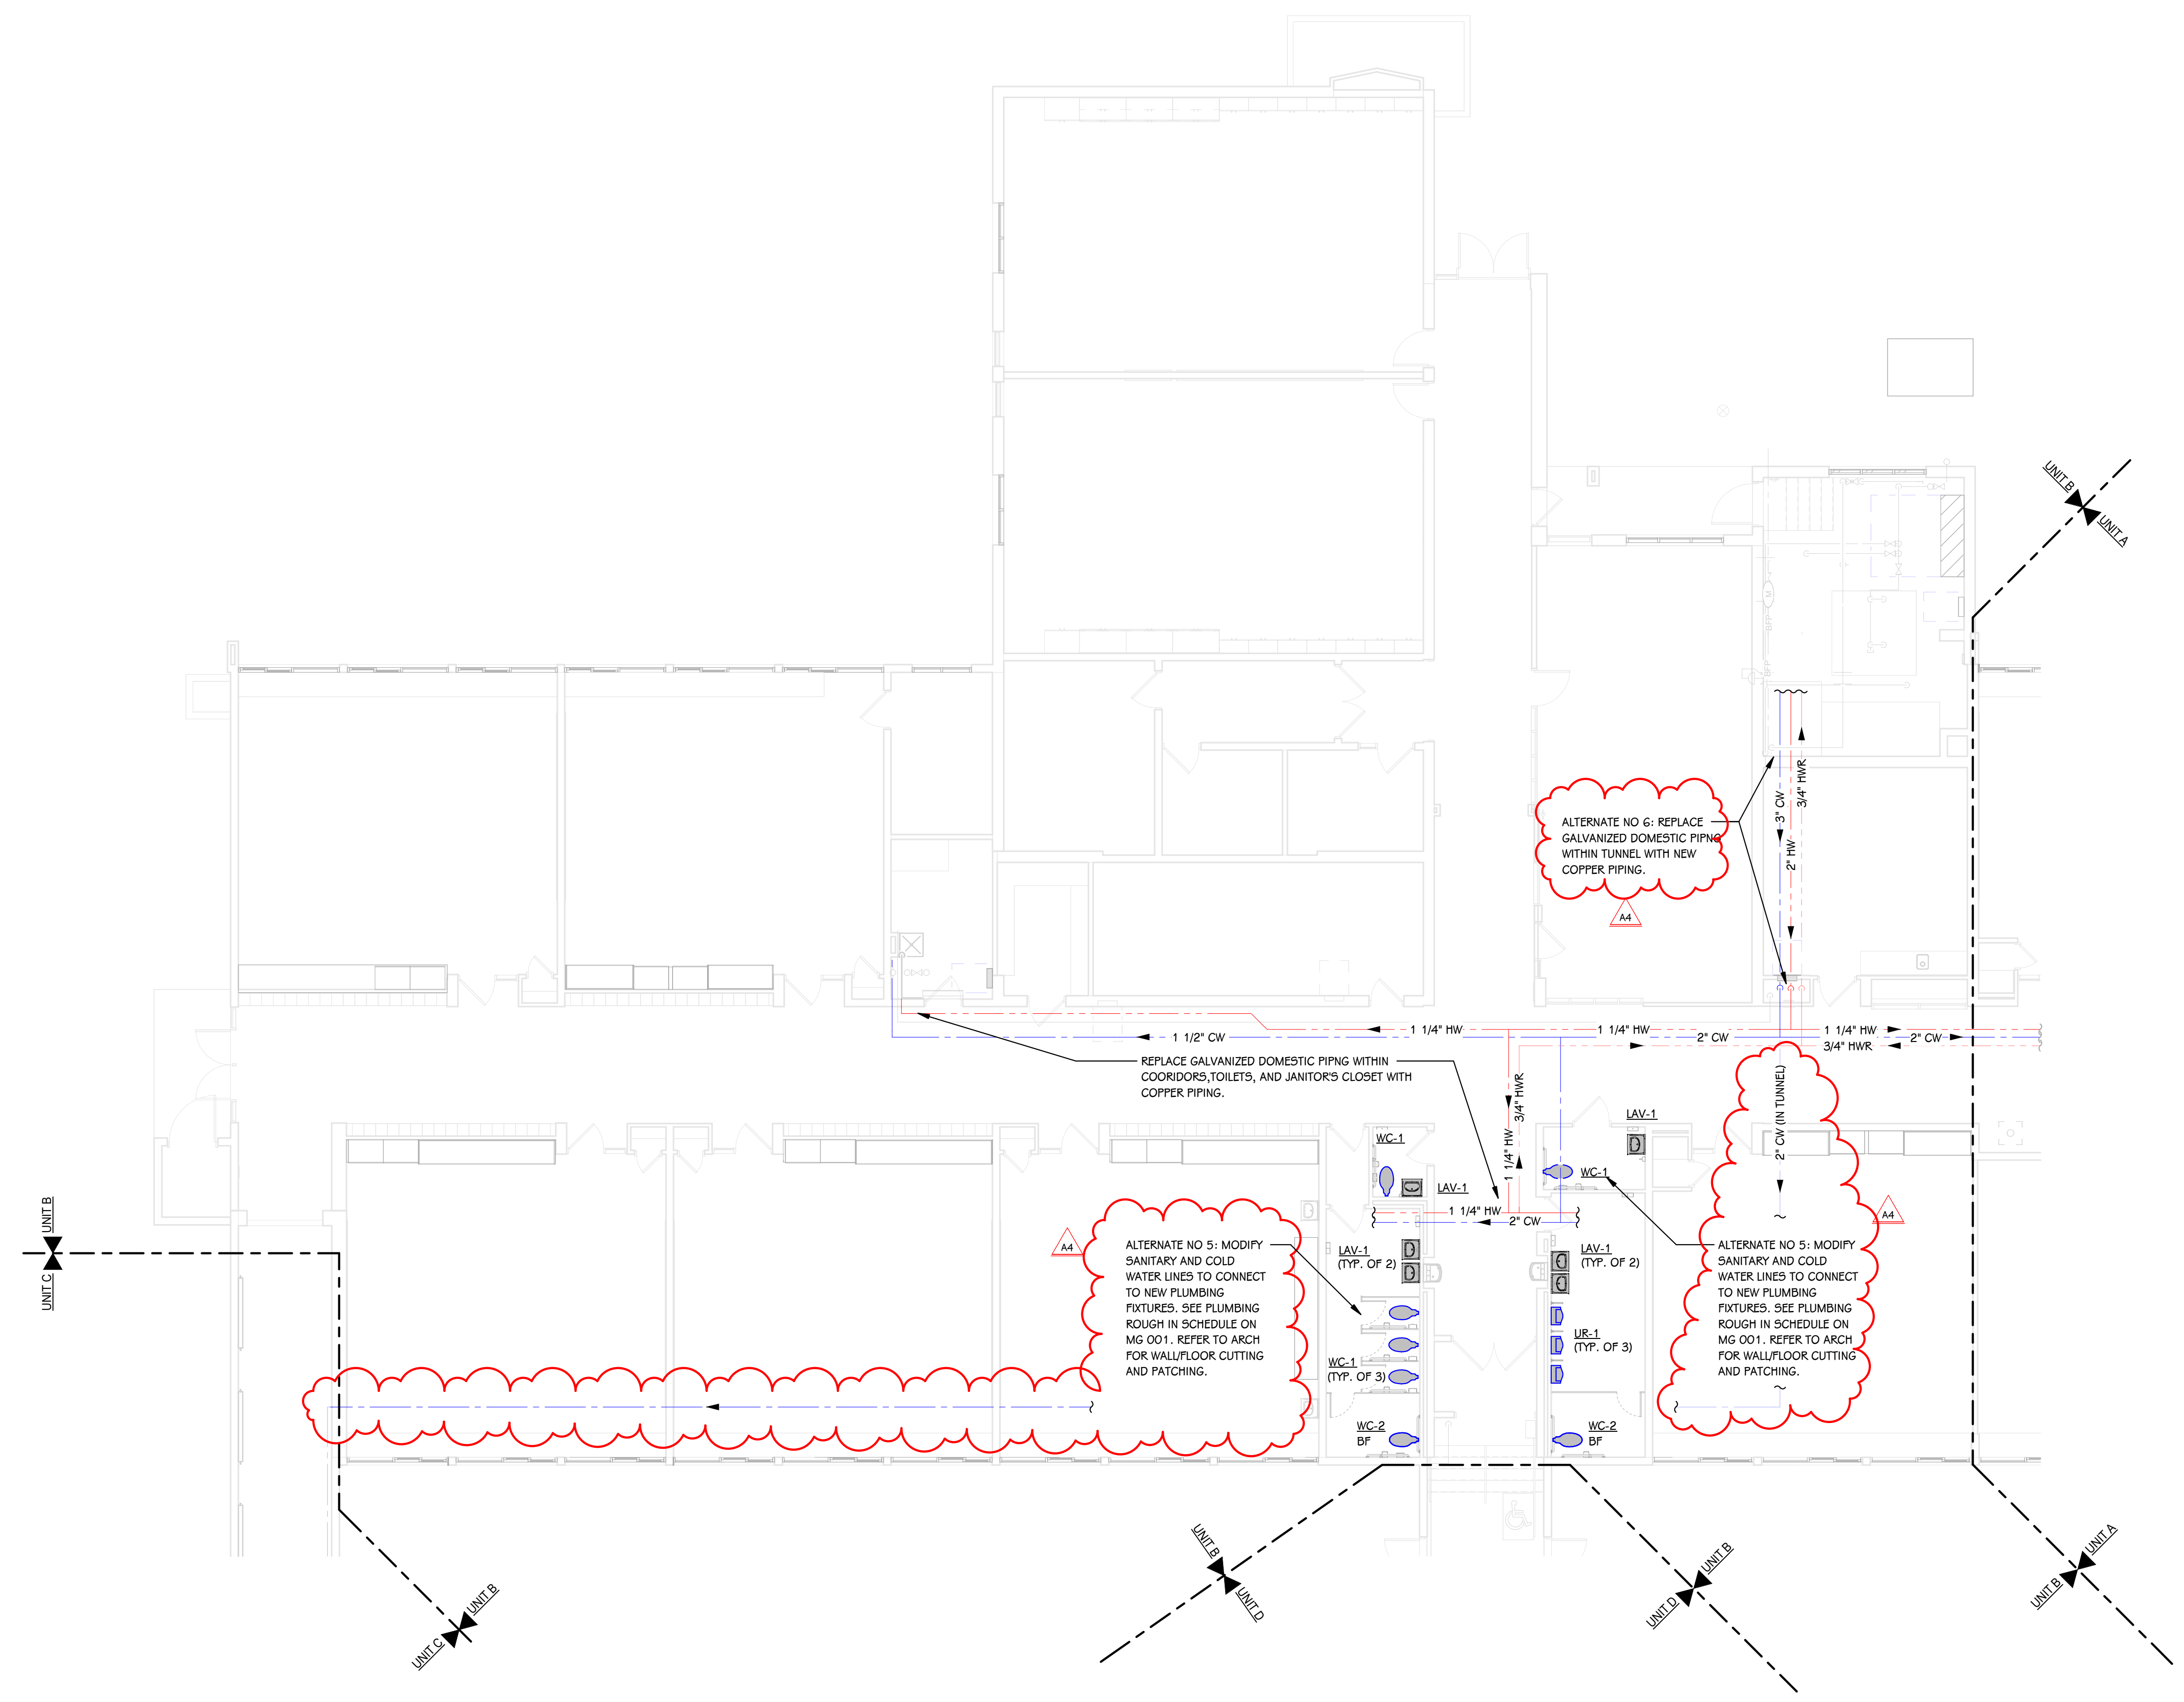 UNIT B
UNIT A
M
BFP
BFP
3" CW
2" HW
3/4" HWR
ALTERNATE NO 6: REPLACE
GALVANIZED DOMESTIC PIPNG
WITHIN TUNNEL WITH NEW
COPPER PIPING.
A4
1 1/4" HW
1 1/4" HW
1 1/4" HW
1 1/2" CW
2" CW
2" CW
3/4" HWR
REPLACE GALVANIZED DOMESTIC PIPNG WITHIN
COORIDORS,TOILETS, AND JANITOR'S CLOSET WITH
COPPER PIPING.
3/4" HWR
1 1/4" HW
2" CW (IN TUNNEL)
LAV-1
WC-1
WC-1
LAV-1
1 1/4" HW
2" CW
A4
A4
ALTERNATE NO 5: MODIFY
SANITARY AND COLD
WATER LINES TO CONNECT
TO NEW PLUMBING
FIXTURES. SEE PLUMBING
ROUGH IN SCHEDULE ON
MG 001. REFER TO ARCH
FOR WALL/FLOOR CUTTING
AND PATCHING.
LAV-1
(TYP. OF 2)
LAV-1
(TYP. OF 2)
ALTERNATE NO 5: MODIFY
SANITARY AND COLD
WATER LINES TO CONNECT
TO NEW PLUMBING
FIXTURES. SEE PLUMBING
ROUGH IN SCHEDULE ON
MG 001. REFER TO ARCH
FOR WALL/FLOOR CUTTING
AND PATCHING.
UR-1
(TYP. OF 3)
WC-1
(TYP. OF 3)
WC-2
BF
WC-2
BF
UNIT B
UNIT C
UNIT B
UNIT C
UNIT B
UNIT D
UNIT B
UNIT D
UNIT A
UNIT B